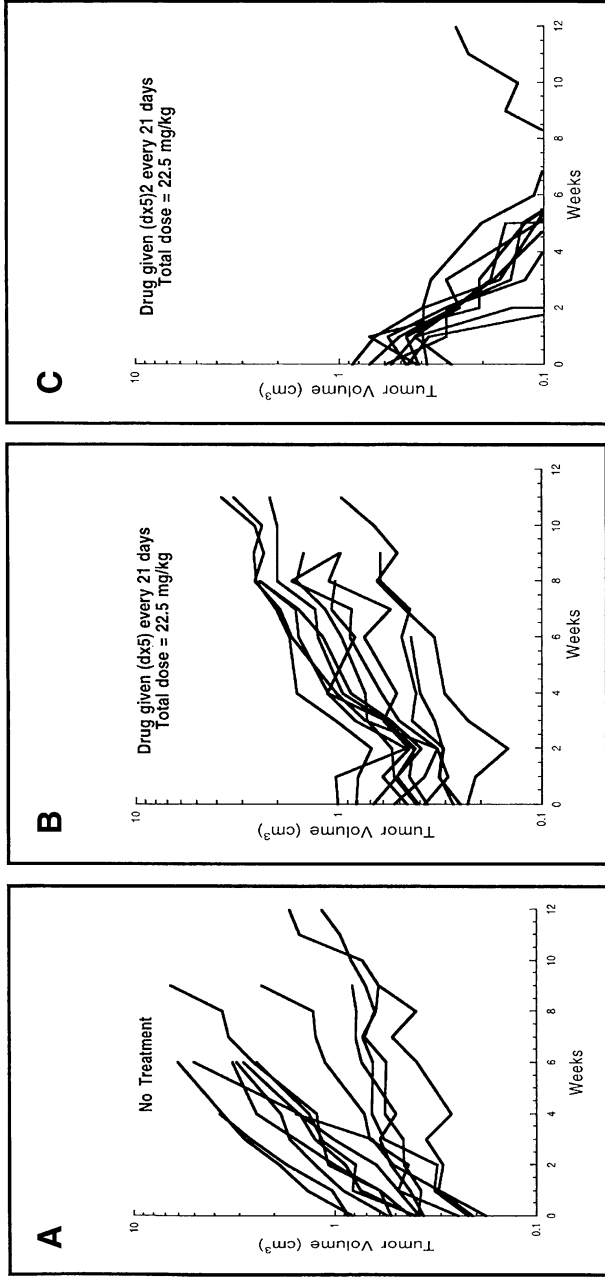 A
No Treatment
10
1
0.1
Tumor Volume (cm³)
0 2 4 6 8 10 12
Weeks
B
Drug given (dx5) every 21 days
Total dose = 22.5 mg/kg
10
1
0.1
Tumor Volume (cm³)
0 2 4 6 8 10 12
Weeks
C
Drug given (dx5)2 every 21 days
Total dose = 22.5 mg/kg
10
1
0.1
Tumor Volume (cm³)
0 2 4 6 8 10 12
Weeks